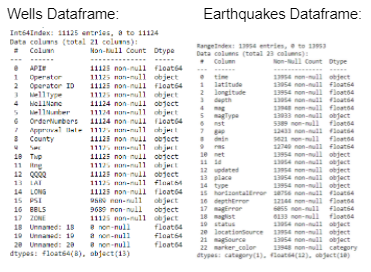 Wells Dataframe:
Int64Index: 11125 entries, 0 to 11124
Data columns (total 21 columns):
# Column Non-Null Count Dtype
--- ------ -------------- -----
0 API# 11125 non-null float64
1 Operator 11125 non-null object
2 Operator ID 11125 non-null float64
3 WellType 11125 non-null object
4 WellName 11124 non-null object
5 WellNumber 11124 non-null object
6 OrderNumbers 11124 non-null float64
7 Approval Date 11125 non-null object
8 County 11125 non-null object
9 Sec 11125 non-null object
10 Twp 11125 non-null object
11 Rng 11125 non-null object
12 QQQQ 11125 non-null object
13 LAT 11125 non-null float64
14 LONG 11125 non-null float64
15 PSI 9689 non-null object
16 BBLS 9689 non-null object
17 ZONE 11125 non-null object
18 Unnamed: 18 0 non-null float64
19 Unnamed: 19 0 non-null float64
20 Unnamed: 20 0 non-null float64
dtypes: float64(8), object(13)
Earthquakes Dataframe:
RangeIndex: 13954 entries, 0 to 13953
Data columns (total 23 columns):
# Column Non-Null Count Dtype
--- ------ -------------- -----
0 time 13954 non-null object
1 latitude 13954 non-null float64
2 longitude 13954 non-null float64
3 depth 13954 non-null float64
4 mag 13948 non-null float64
5 magType 13933 non-null object
6 nst 5389 non-null float64
7 gap 12433 non-null float64
8 dmin 5621 non-null float64
9 rms 12740 non-null float64
10 net 13954 non-null object
11 id 13954 non-null object
12 updated 13954 non-null object
13 place 13954 non-null object
14 type 13954 non-null object
15 horizontalError 10756 non-null float64
16 depthError 12144 non-null float64
17 magError 6055 non-null float64
18 magNst 6133 non-null float64
19 status 13954 non-null object
20 locationSource 13954 non-null object
21 magSource 13954 non-null object
22 marker_color 13948 non-null category
dtypes: category(1), float64(12), object(10)